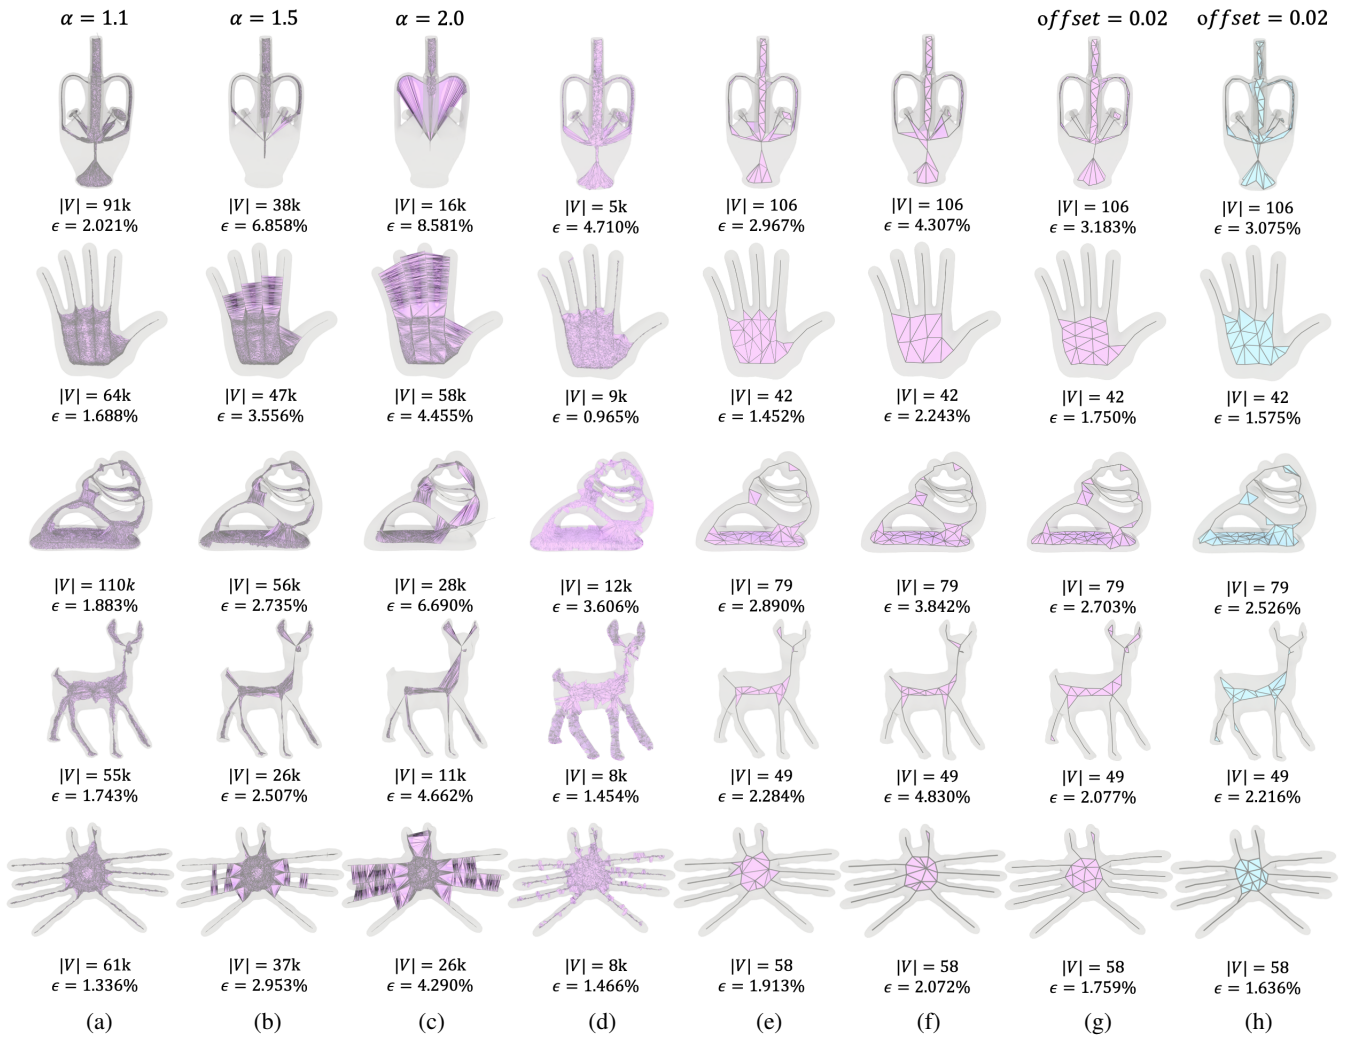 α = 1.1 α = 1.5 α = 2.0 offset = 0.02 offset = 0.02
|V| = 91k |V| = 38k |V| = 16k |V| = 5k |V| = 106 |V| = 106 |V| = 106 |V| = 106
ϵ = 2.021% ϵ = 6.858% ϵ = 8.581% ϵ = 4.710% ϵ = 2.967% ϵ = 4.307% ϵ = 3.183% ϵ = 3.075%
|V| = 64k |V| = 47k |V| = 58k |V| = 9k |V| = 42 |V| = 42 |V| = 42 |V| = 42
ϵ = 1.688% ϵ = 3.556% ϵ = 4.455% ϵ = 0.965% ϵ = 1.452% ϵ = 2.243% ϵ = 1.750% ϵ = 1.575%
|V| = 110k |V| = 56k |V| = 28k |V| = 12k |V| = 79 |V| = 79 |V| = 79 |V| = 79
ϵ = 1.883% ϵ = 2.735% ϵ = 6.690% ϵ = 3.606% ϵ = 2.890% ϵ = 3.842% ϵ = 2.703% ϵ = 2.526%
|V| = 55k |V| = 26k |V| = 11k |V| = 8k |V| = 49 |V| = 49 |V| = 49 |V| = 49
ϵ = 1.743% ϵ = 2.507% ϵ = 4.662% ϵ = 1.454% ϵ = 2.284% ϵ = 4.830% ϵ = 2.077% ϵ = 2.216%
|V| = 61k |V| = 37k |V| = 26k |V| = 8k |V| = 58 |V| = 58 |V| = 58 |V| = 58
ϵ = 1.336% ϵ = 2.953% ϵ = 4.290% ϵ = 1.466% ϵ = 1.913% ϵ = 2.072% ϵ = 1.759% ϵ = 1.636%
(a) (b) (c) (d) (e) (f) (g) (h)